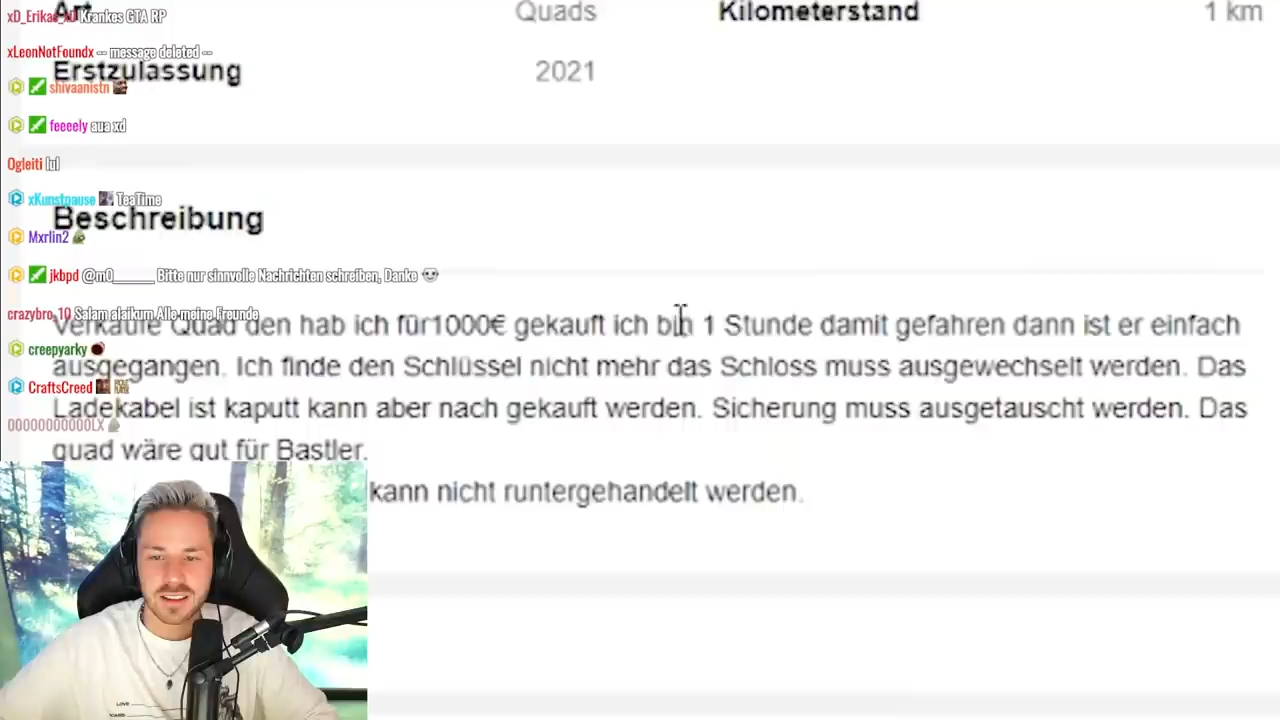 Art Quads Kilometerstand 1 km
Erstzulassung 2021
Beschreibung
Verkaufe Quad den hab ich für1000€ gekauft ich bin 1 Stunde damit gefahren dann ist er einfach
ausgegangen. Ich finde den Schlüssel nicht mehr das Schloss muss ausgewechselt werden. Das
Ladekabel ist kaputt kann aber nach gekauft werden. Sicherung muss ausgetauscht werden. Das
quad wäre gut für Bastler.
kann nicht runtergehandelt werden.
xD_Erikas_xD Krankes GTA RP
xLeonNotFoundx -- message deleted --
shivaanistn
feeeely aua xd
Ogleiti lul
xKunstpause TeaTime
Mxrlin2
jkbpd @m0______ Bitte nur sinnvolle Nachrichten schreiben, Danke
crazybro_10 Salam alaikum Alle meine Freunde
creepyarky
CraftsCreed
LOVE